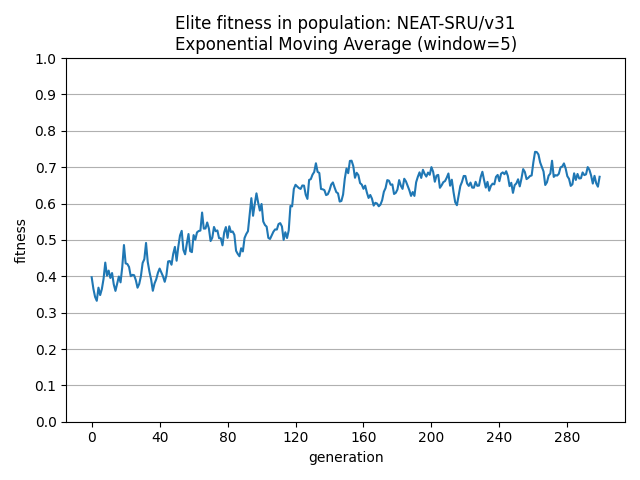 Elite fitness in population: NEAT-SRU/v31
Exponential Moving Average (window=5)
fitness
1.0
0.9
0.8
0.7
0.6
0.5
0.4
0.3
0.2
0.1
0.0
0 40 80 120 160 200 240 280
generation